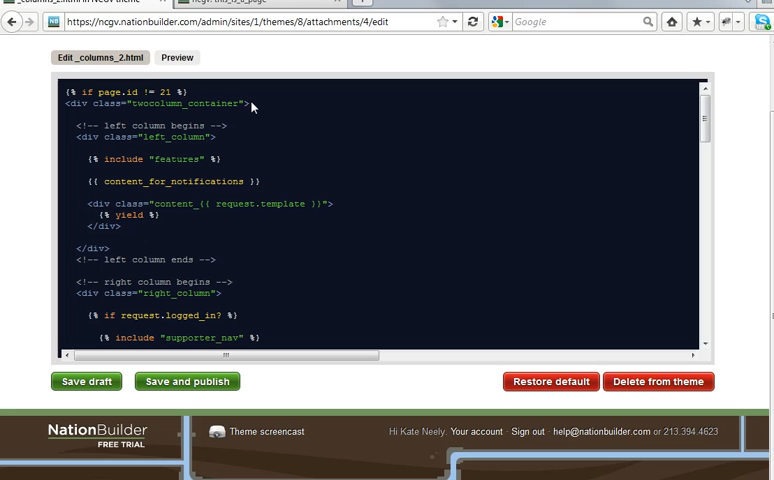 _columns_2.html in NCGV theme
ncgv: this_is_a_page
https://ncgv.nationbuilder.com/admin/sites/1/themes/8/attachments/4/edit
Google
Edit _columns_2.html
Preview
{% if page.id != 21 %}
<div class="twocolumn_container">
<!-- left column begins -->
<div class="left_column">
{% include "features" %}
{{ content_for_notifications }}
<div class="content_{{ request.template }}">
{% yield %}
</div>
</div>
<!-- left column ends -->
<!-- right column begins -->
<div class="right_column">
{% if request.logged_in? %}
{% include "supporter_nav" %}
Save draft
Save and publish
Restore default
Delete from theme
NationBuilder
FREE TRIAL
Theme screencast
Hi Kate Neely. Your account · Sign out · help@nationbuilder.com or 213.394.4623